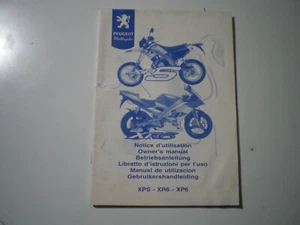 PEUGEOT
Motocycles
Notice d'utilisation
Owner's manual
Betriebsanleitung
Libretto d'istruzioni per l'uso
Manual de utilizacion
Gebruikershandleiding
XPS - XR6 - XP6